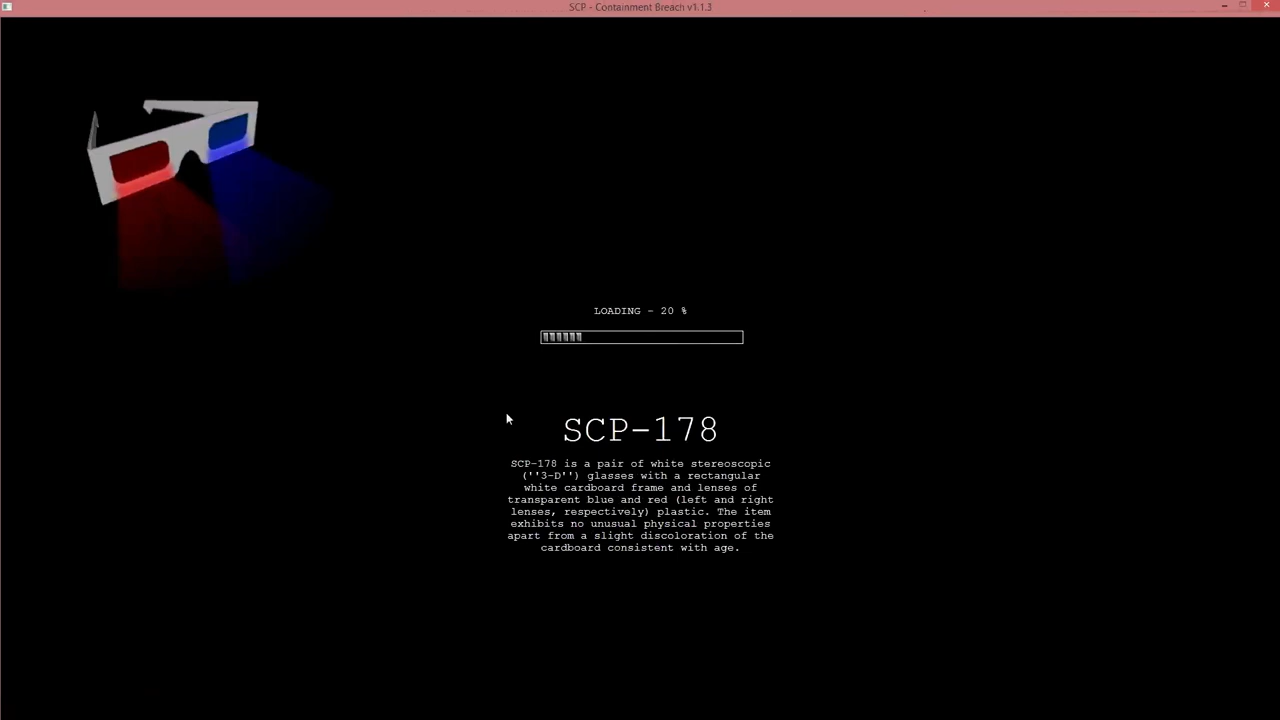 SCP - Containment Breach v1.1.3
LOADING - 20 %
SCP-178
SCP-178 is a pair of white stereoscopic
(''3-D'') glasses with a rectangular
white cardboard frame and lenses of
transparent blue and red (left and right
lenses, respectively) plastic. The item
exhibits no unusual physical properties
apart from a slight discoloration of the
cardboard consistent with age.